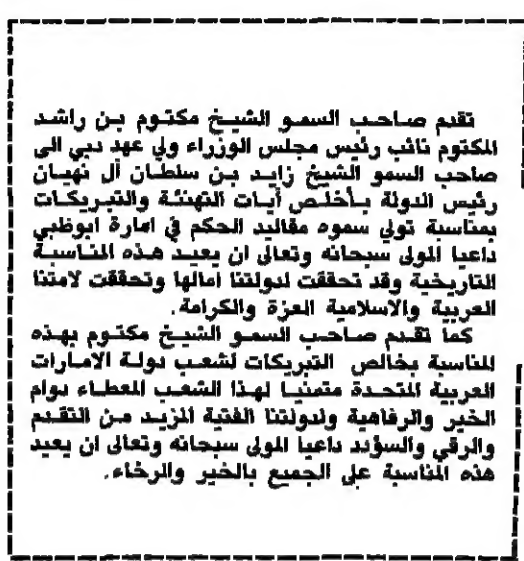 تقدم صاحب السمو الشيخ مكتوم بن راشد
المكتوم نائب رئيس مجلس الوزراء ولي عهد دبي الى
صاحب السمو الشيخ زايد بن سلطان آل نهيان
رئيس الدولة بأخلص آيات التهنئة والتبريكات
بمناسبة تولي سموه مقاليد الحكم في امارة ابوظبي
داعيا المولى سبحانه وتعالى ان يعيد هذه المناسبة
التاريخية وقد تحققت لدولتنا امالها وتحققت لامتنا
العربية والاسلامية العزة والكرامة.
كما تقدم صاحب السمو الشيخ مكتوم بهذه
المناسبة بخالص التبريكات لشعب دولة الامارات
العربية المتحدة متمنيا لهذا الشعب المعطاء دوام
الخير والرفاهية ولدولتنا الفتية المزيد من التقدم
والرقي والسؤدد داعيا المولى سبحانه وتعالى ان يعيد
هذه المناسبة على الجميع بالخير والرخاء.